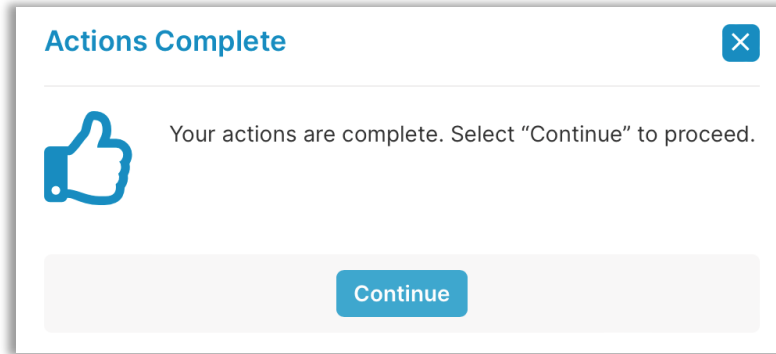 Actions Complete
Your actions are complete. Select “Continue” to proceed.
Continue